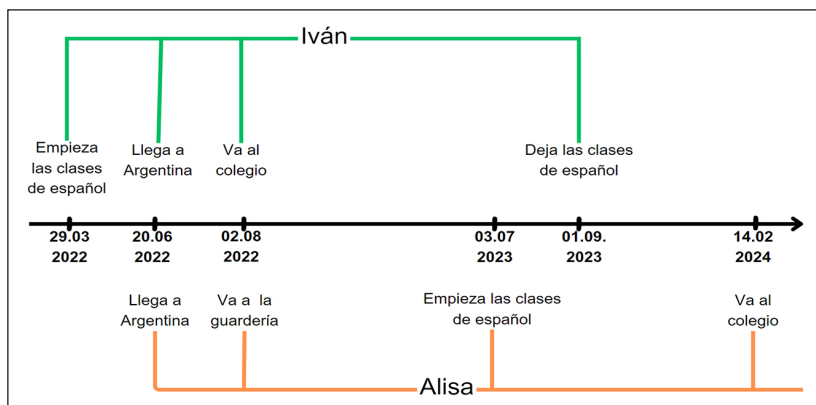 Iván
Empieza
las clases
de español
Llega a
Argentina
Va al
colegio
Deja las clases
de español
29.03
2022
20.06
2022
02.08
2022
03.07
2023
01.09.
2023
14.02
2024
Llega a
Argentina
Va a la
guardería
Empieza las clases
de español
Va al
colegio
Alisa